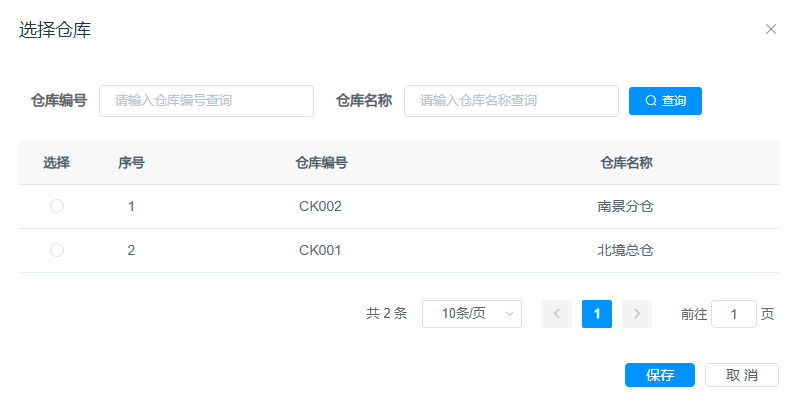 选择仓库
仓库编号 请输入仓库编号查询 仓库名称 请输入仓库名称查询 查询
选择 序号 仓库编号 仓库名称
1 CK002 南景分仓
2 CK001 北境总仓
共 2 条 10条/页 1 前往 1 页
保存 取 消